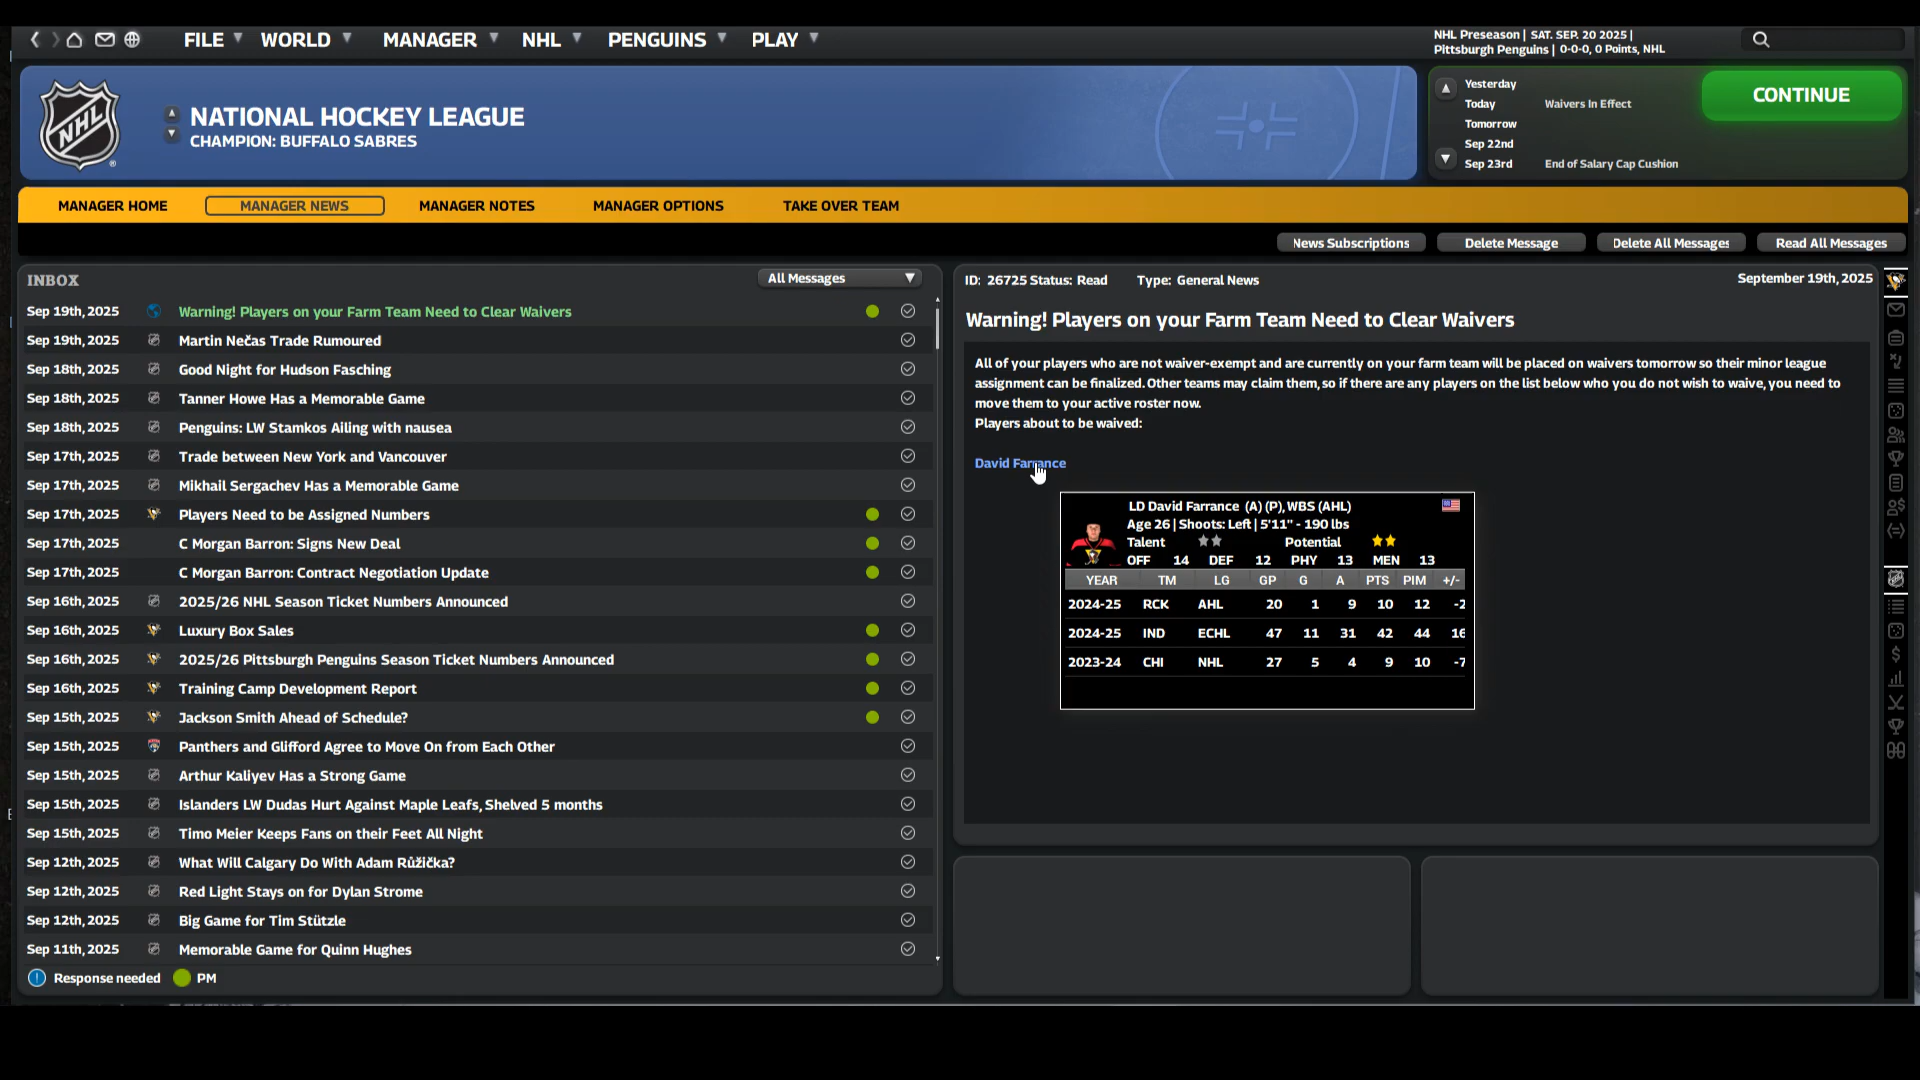 FILE WORLD MANAGER NHL PENGUINS PLAY
NHL Preseason | SAT. SEP. 20 2025 |
Pittsburgh Penguins | 0-0-0, 0 Points, NHL
NHL
NATIONAL HOCKEY LEAGUE
CHAMPION: BUFFALO SABRES
Yesterday
Today Waivers In Effect
Tomorrow
Sep 22nd
Sep 23rd End of Salary Cap Cushion
CONTINUE
MANAGER HOME MANAGER NEWS MANAGER NOTES MANAGER OPTIONS TAKE OVER TEAM
News Subscriptions Delete Message Delete All Messages Read All Messages
INBOX All Messages
Sep 19th, 2025 Warning! Players on your Farm Team Need to Clear Waivers
Sep 19th, 2025 Martin Nečas Trade Rumoured
Sep 18th, 2025 Good Night for Hudson Fasching
Sep 18th, 2025 Tanner Howe Has a Memorable Game
Sep 18th, 2025 Penguins: LW Stamkos Ailing with nausea
Sep 17th, 2025 Trade between New York and Vancouver
Sep 17th, 2025 Mikhail Sergachev Has a Memorable Game
Sep 17th, 2025 Players Need to be Assigned Numbers
Sep 17th, 2025 C Morgan Barron: Signs New Deal
Sep 17th, 2025 C Morgan Barron: Contract Negotiation Update
Sep 16th, 2025 2025/26 NHL Season Ticket Numbers Announced
Sep 16th, 2025 Luxury Box Sales
Sep 16th, 2025 2025/26 Pittsburgh Penguins Season Ticket Numbers Announced
Sep 16th, 2025 Training Camp Development Report
Sep 15th, 2025 Jackson Smith Ahead of Schedule?
Sep 15th, 2025 Panthers and Glifford Agree to Move On from Each Other
Sep 15th, 2025 Arthur Kaliyev Has a Strong Game
Sep 15th, 2025 Islanders LW Dudas Hurt Against Maple Leafs, Shelved 5 months
Sep 15th, 2025 Timo Meier Keeps Fans on their Feet All Night
Sep 12th, 2025 What Will Calgary Do With Adam Růžička?
Sep 12th, 2025 Red Light Stays on for Dylan Strome
Sep 12th, 2025 Big Game for Tim Stützle
Sep 11th, 2025 Memorable Game for Quinn Hughes
Response needed PM
ID: 26725 Status: Read Type: General News September 19th, 2025
Warning! Players on your Farm Team Need to Clear Waivers
All of your players who are not waiver-exempt and are currently on your farm team will be placed on waivers tomorrow so their minor league
assignment can be finalized. Other teams may claim them, so if there are any players on the list below who you do not wish to waive, you need to
move them to your active roster now.
Players about to be waived:
David Farrance
LD David Farrance (A) (P), WBS (AHL)
Age 26 | Shoots: Left | 5'11" - 190 lbs
Talent Potential
OFF 14 DEF 12 PHY 13 MEN 13
YEAR TM LG GP G A PTS PIM +/-
2024-25 RCK AHL 20 1 9 10 12 -2
2024-25 IND ECHL 47 11 31 42 44 16
2023-24 CHI NHL 27 5 4 9 10 -7